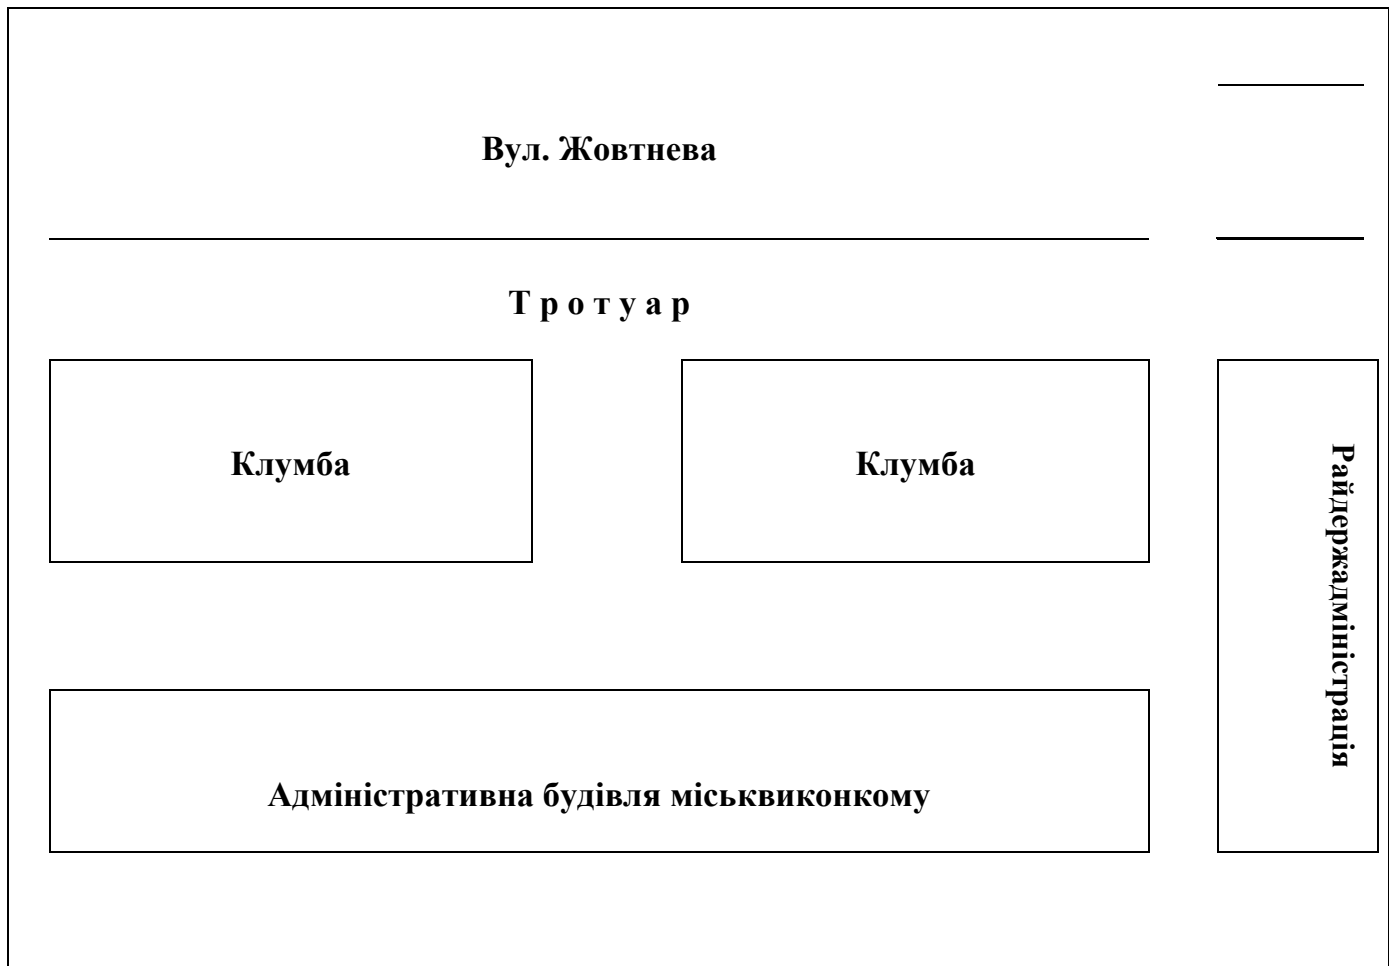 Вул. Жовтнева
Т р о т у а р
Клумба
Клумба
Райдержадміністрація
Адміністративна будівля міськвиконкому